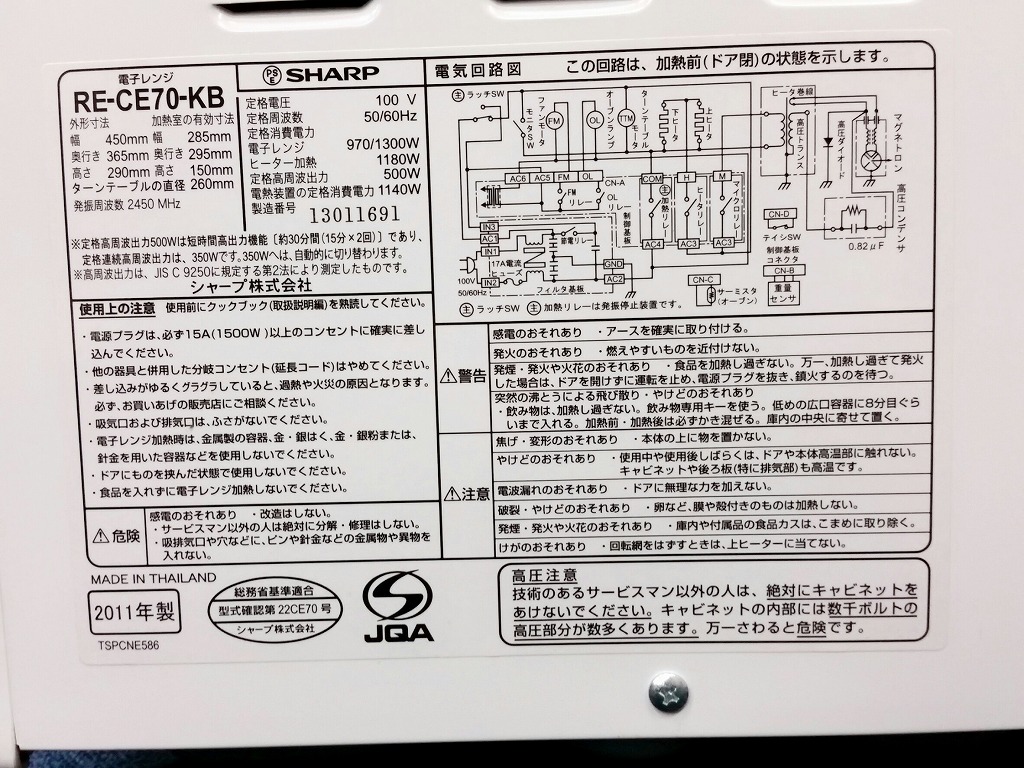 電子レンジ
RE-CE70-KB
外形寸法 加熱室の有効寸法
幅 450mm 幅 285mm
奥行き 365mm 奥行き 295mm
高さ 290mm 高さ 150mm
ターンテーブルの直径 260mm
発振周波数 2450 MHz
PSE SHARP
定格電圧 100 V
定格周波数 50/60Hz
定格消費電力
電子レンジ 970/1300W
ヒーター加熱 1180W
定格高周波出力 500W
電熱装置の定格消費電力 1140W
製造番号 13011691
※定格高周波出力500Wは短時間高出力機能〔約30分間(15分×2回)〕であり、
定格連続高周波出力は、350Wです。350Wへは、自動的に切り替わります。
※高周波出力は、JIS C 9250に規定する第2法により測定したものです。
シャープ株式会社
電気回路図 この回路は、加熱前(ドア閉)の状態を示します。
主 ラッチSW
モニタSW
ファンモータ
FM
オーブンランプ
OL
ターンテーブルモータ
TTM
下ヒータ
上ヒータ
ヒータ巻線
高圧トランス
高圧ダイオード
マグネトロン
高圧コンデンサ
0.82μF
AC6 AC5 FM OL
CN-A
FMリレー
OLリレー
COM
主 加熱リレー
H
ヒータリレー
M
マイクロリレー
制御基板
AC4 AC3 AC3
IN3
AC1
IN1
IN2
節電リレー
17A電流ヒューズ
100V
50/60Hz
フィルタ基板
GND
AC2
CN-D
テイシSW
制御基板コネクタ
CN-B
重量センサ
CN-C
サーミスタ(オーブン)
主 ラッチSW 主 加熱リレーは発振停止装置です。
使用上の注意 使用前にクックブック(取扱説明編)を熟読してください。
・電源プラグは、必ず15A(1500W)以上のコンセントに確実に差し
込んでください。
・他の器具と併用した分岐コンセント(延長コード)はやめてください。
・差し込みがゆるくグラグラしていると、過熱や火災の原因となります。
必ず、お買いあげの販売店にご相談ください。
・吸気口および排気口は、ふさがないでください。
・電子レンジ加熱時は、金属製の容器、金・銀はく、金・銀粉または、
針金を用いた容器などを使用しないでください。
・ドアにものを挟んだ状態で使用しないでください。
・食品を入れずに電子レンジ加熱しないでください。
危険
感電のおそれあり ・改造はしない。
・サービスマン以外の人は絶対に分解・修理はしない。
・吸排気口や穴などに、ピンや針金などの金属物や異物を
入れない。
警告
感電のおそれあり ・アースを確実に取り付ける。
発火のおそれあり ・燃えやすいものを近付けない。
発煙・発火や火花のおそれあり ・食品を加熱し過ぎない。万一、加熱し過ぎて発火
した場合は、ドアを開けずに運転を止め、電源プラグを抜き、鎮火するのを待つ。
突然の沸とうによる飛び散り・やけどのおそれあり
・飲み物は、加熱し過ぎない。飲み物専用キーを使う。低めの広口容器に8分目ぐら
いまで入れる。加熱前・加熱後は必ずかき混ぜる。庫内の中央に寄せて置く。
注意
焦げ・変形のおそれあり ・本体の上に物を置かない。
やけどのおそれあり ・使用中や使用後しばらくは、ドアや本体高温部に触れない。
キャビネットや後ろ板(特に排気部)も高温です。
電波漏れのおそれあり ・ドアに無理な力を加えない。
破裂・やけどのおそれあり ・卵など、膜や殻付きのものは加熱しない。
発煙・発火や火花のおそれあり ・庫内や付属品の食品カスは、こまめに取り除く。
けがのおそれあり ・回転網をはずすときは、上ヒーターに当てない。
MADE IN THAILAND
2011年製
TSPCNE586
総務省基準適合
型式確認第 22CE70 号
シャープ株式会社
JQA
高圧注意
技術のあるサービスマン以外の人は、絶対にキャビネットを
あけないでください。キャビネットの内部には数千ボルトの
高圧部分が数多くあります。万一さわると危険です。